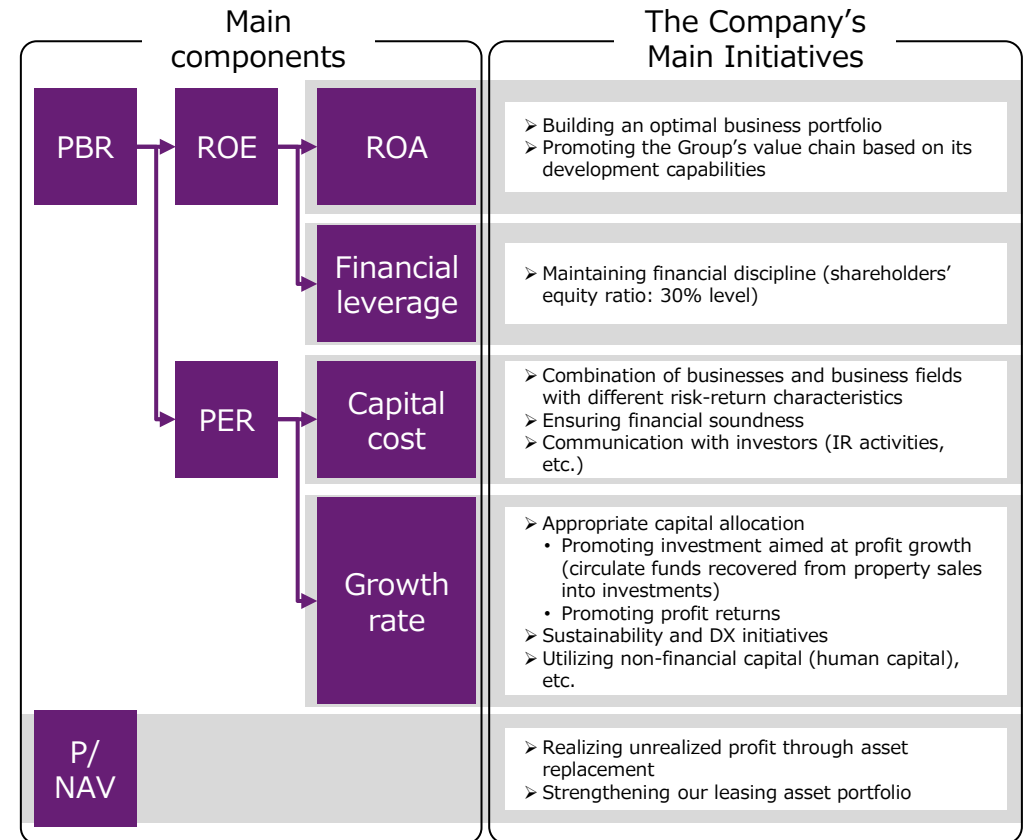 Main
components
The Company's
Main Initiatives
PBR
ROE
ROA
➢ Building an optimal business portfolio
➢ Promoting the Group's value chain based on its
development capabilities
Financial
leverage
➢ Maintaining financial discipline (shareholders'
equity ratio: 30% level)
PER
Capital
cost
➢ Combination of businesses and business fields
with different risk-return characteristics
➢ Ensuring financial soundness
➢ Communication with investors (IR activities,
etc.)
Growth
rate
➢ Appropriate capital allocation
• Promoting investment aimed at profit growth
(circulate funds recovered from property sales
into investments)
• Promoting profit returns
➢ Sustainability and DX initiatives
➢ Utilizing non-financial capital (human capital),
etc.
P/
NAV
➢ Realizing unrealized profit through asset
replacement
➢ Strengthening our leasing asset portfolio